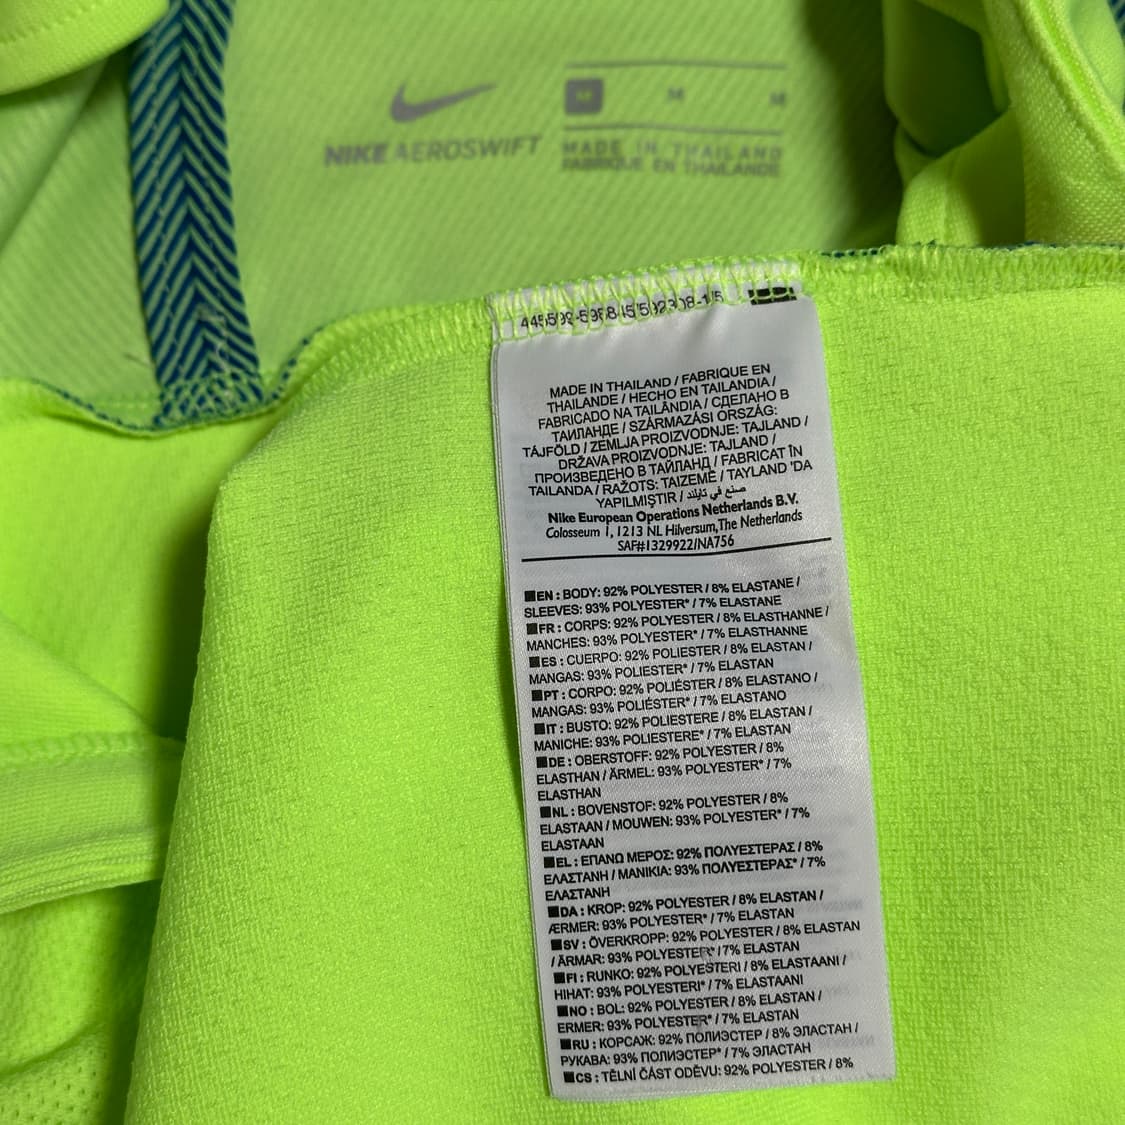 NIKE AEROSWIFT
M M M
MADE IN THAILAND
FABRIQUE EN THAILANDE
MADE IN THAILAND / FABRIQUE EN
THAILANDE / HECHO EN TAILANDIA /
FABRICADO NA TAILÂNDIA / СДЕЛАНО В
ТАИЛАНДЕ / SZÁRMAZÁSI ORSZÁG:
TÁJFÖLD / ZEMLJA PROIZVODNJE: TAJLAND /
DRŽAVA PROIZVODNJE: TAJLAND /
ПРОИЗВЕДЕНО В ТАЙЛАНД / FABRICAT ÎN
TAILANDA / RAŽOTS: TAIZEMĒ / TAYLAND 'DA
YAPILMIŞTIR / صنع في تايلند
Nike European Operations Netherlands B.V.
Colosseum 1, 1213 NL Hilversum, The Netherlands
SAF#1329922/NA756
EN : BODY: 92% POLYESTER / 8% ELASTANE /
SLEEVES: 93% POLYESTER* / 7% ELASTANE
FR : CORPS: 92% POLYESTER / 8% ELASTHANNE /
MANCHES: 93% POLYESTER* / 7% ELASTHANNE
ES : CUERPO: 92% POLIESTER / 8% ELASTAN /
MANGAS: 93% POLIESTER* / 7% ELASTAN
PT : CORPO: 92% POLIÉSTER / 8% ELASTANO /
MANGAS: 93% POLIÉSTER* / 7% ELASTANO
IT : BUSTO: 92% POLIESTERE / 8% ELASTAN /
MANICHE: 93% POLIESTERE* / 7% ELASTAN
DE : OBERSTOFF: 92% POLYESTER / 8%
ELASTHAN / ÄRMEL: 93% POLYESTER* / 7%
ELASTHAN
NL : BOVENSTOF: 92% POLYESTER / 8%
ELASTAAN / MOUWEN: 93% POLYESTER* / 7%
ELASTAAN
EL : ΕΠΑΝΩ ΜΕΡΟΣ: 92% ΠΟΛΥΕΣΤΕΡΑΣ / 8%
ΕΛΑΣΤΑΝΗ / ΜΑΝΙΚΙΑ: 93% ΠΟΛΥΕΣΤΕΡΑΣ* / 7%
ΕΛΑΣΤΑΝΗ
DA : KROP: 92% POLYESTER / 8% ELASTAN /
ÆRMER: 93% POLYESTER* / 7% ELASTAN
SV : ÖVERKROPP: 92% POLYESTER / 8% ELASTAN
/ ÄRMAR: 93% POLYESTER* / 7% ELASTAN
FI : RUNKO: 92% POLYESTERI / 8% ELASTAANI /
HIHAT: 93% POLYESTERI* / 7% ELASTAANI
NO : BOL: 92% POLYESTER / 8% ELASTAN /
ERMER: 93% POLYESTER* / 7% ELASTAN
RU : КОРСАЖ: 92% ПОЛИЭСТЕР / 8% ЭЛАСТАН /
РУКАВА: 93% ПОЛИЭСТЕР* / 7% ЭЛАСТАН
CS : TĚLNÍ ČÁST ODĚVU: 92% POLYESTER / 8%